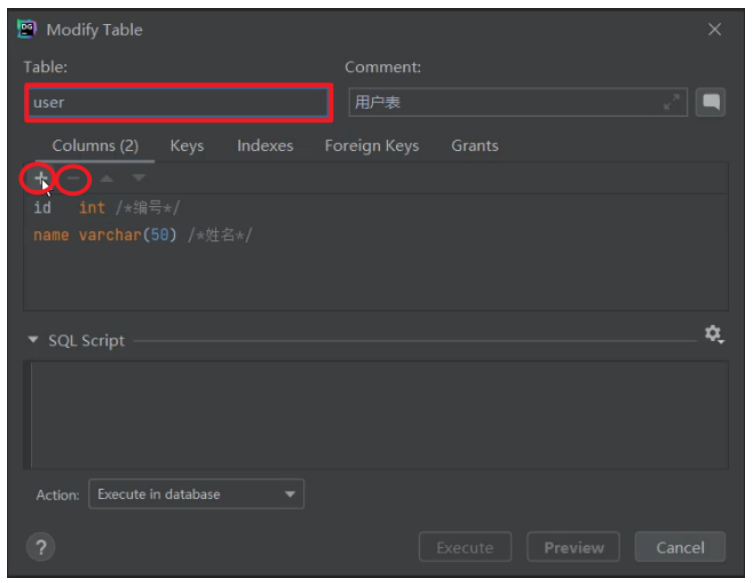 DG Modify Table
Table: Comment:
user 用户表
Columns (2) Keys Indexes Foreign Keys Grants
id int /*编号*/
name varchar(50) /*姓名*/
SQL Script
Action: Execute in database
? Execute Preview Cancel